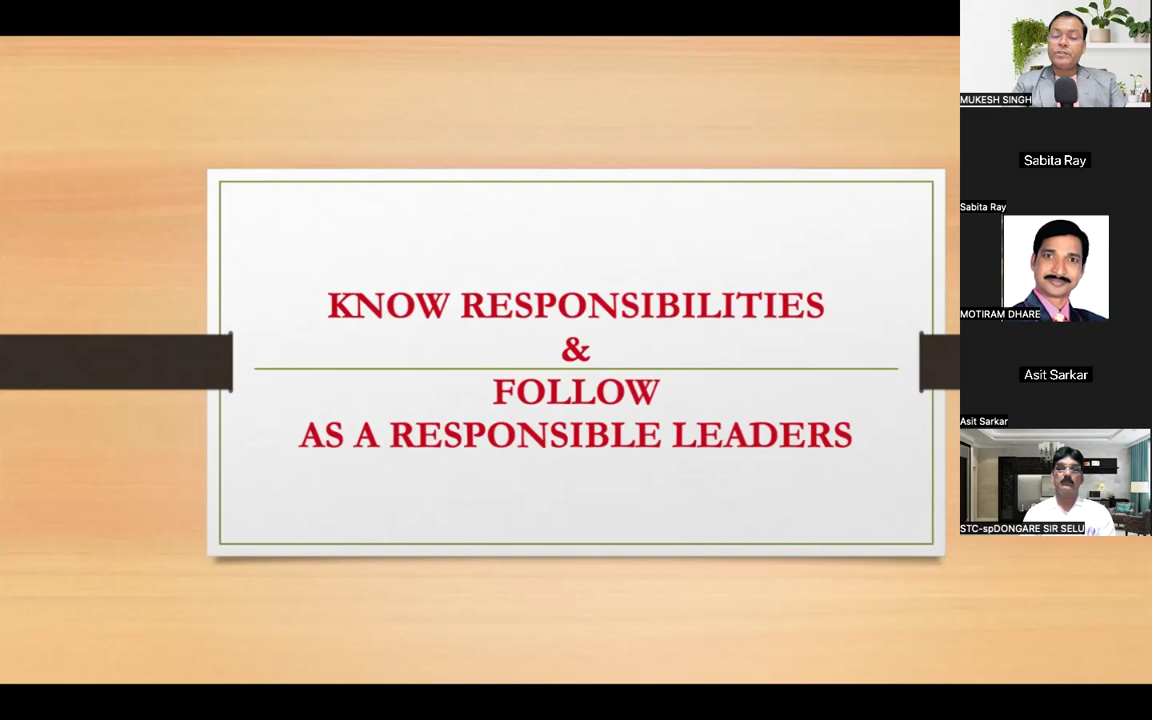 KNOW RESPONSIBILITIES
&
FOLLOW
AS A RESPONSIBLE LEADERS
MUKESH SINGH
Sabita Ray
Sabita Ray
MOTIRAM DHARE
Asit Sarkar
Asit Sarkar
STC-spDONGARE SIR SELU